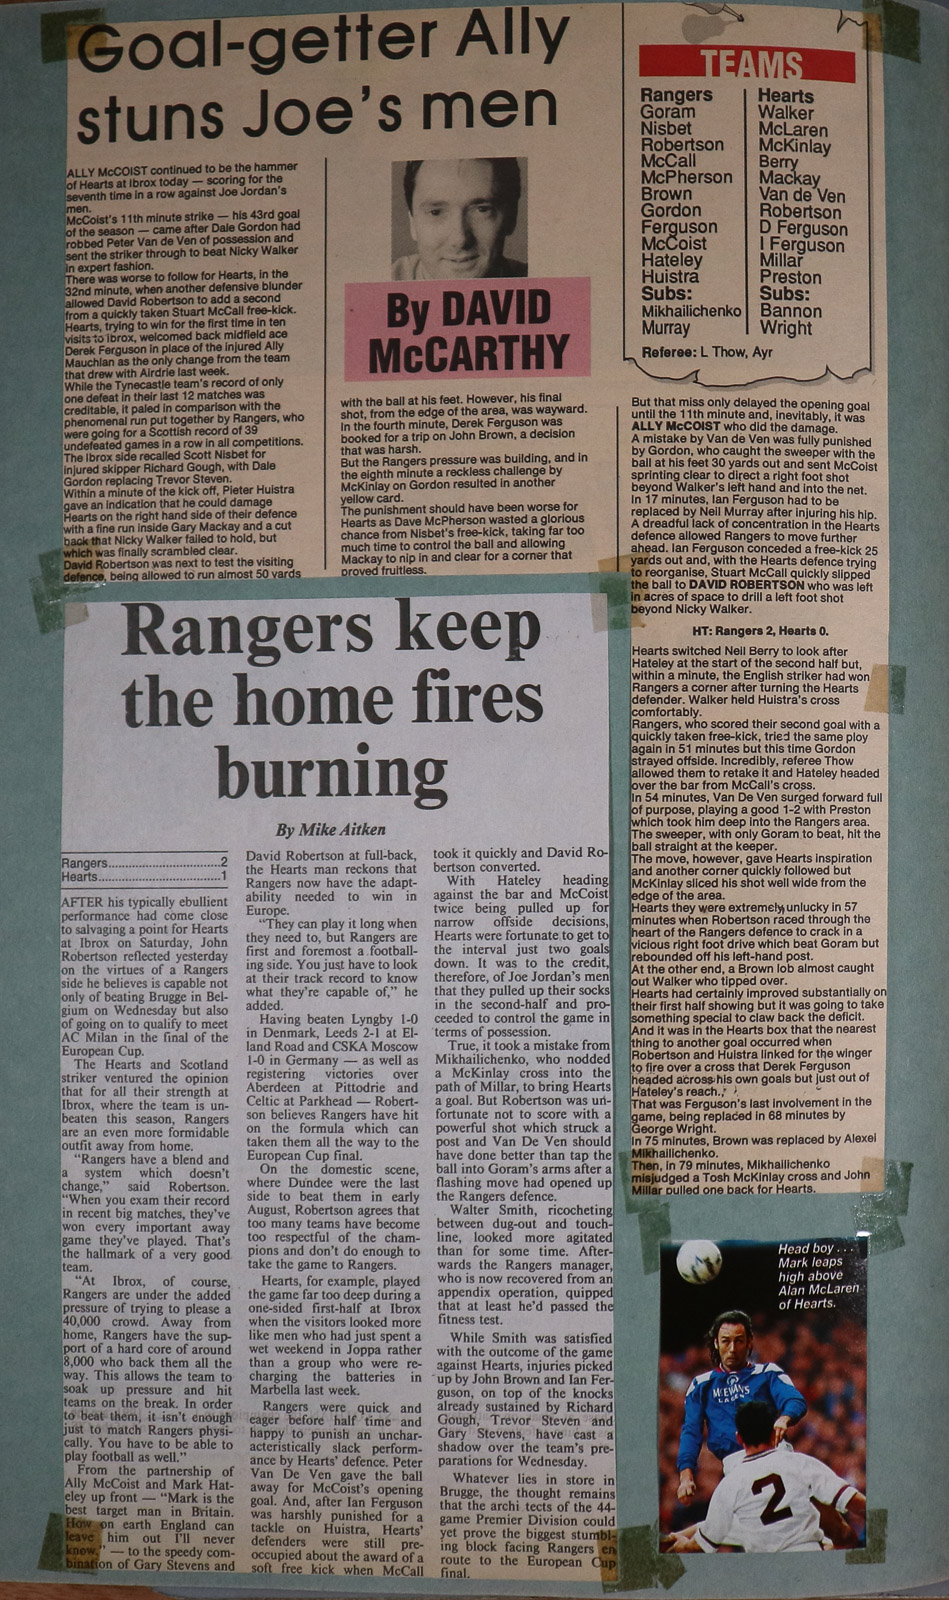 Goal-getter Ally
stuns Joe's men
ALLY McCOIST continued to be the hammer
of Hearts at Ibrox today — scoring for the
seventh time in a row against Joe Jordan's
men.
McCoist's 11th minute strike — his 43rd goal
of the season — came after Dale Gordon had
robbed Peter Van de Ven of possession and
sent the striker through to beat Nicky Walker
in expert fashion.
There was worse to follow for Hearts, in the
32nd minute, when another defensive blunder
allowed David Robertson to add a second
from a quickly taken Stuart McCall free-kick.
Hearts, trying to win for the first time in ten
visits to Ibrox, welcomed back midfield ace
Derek Ferguson in place of the injured Ally
Mauchlan as the only change from the team
that drew with Airdrie last week.
While the Tynecastle team's record of only
one defeat in their last 12 matches was
creditable, it paled in comparison with the
phenomenal run put together by Rangers, who
were going for a Scottish record of 39
undefeated games in a row in all competitions.
The Ibrox side recalled Scott Nisbet for
injured skipper Richard Gough, with Dale
Gordon replacing Trevor Steven.
Within a minute of the kick off, Pieter Huistra
gave an indication that he could damage
Hearts on the right hand side of their defence
with a fine run inside Gary Mackay and a cut
back that Nicky Walker failed to hold, but
which was finally scrambled clear.
David Robertson was next to test the visiting
defence, being allowed to run almost 50 yards
By DAVID
McCARTHY
with the ball at his feet. However, his final
shot, from the edge of the area, was wayward.
In the fourth minute, Derek Ferguson was
booked for a trip on John Brown, a decision
that was harsh.
But the Rangers pressure was building, and in
the eighth minute a reckless challenge by
McKinlay on Gordon resulted in another
yellow card.
The punishment should have been worse for
Hearts as Dave McPherson wasted a glorious
chance from Nisbet's free-kick, taking far too
much time to control the ball and allowing
Mackay to nip in and clear for a corner that
proved fruitless.
TEAMS
Rangers
Goram
Nisbet
Robertson
McCall
McPherson
Brown
Gordon
Ferguson
McCoist
Hateley
Huistra
Subs:
Mikhailichenko
Murray
Hearts
Walker
McLaren
McKinlay
Berry
Mackay
Van de Ven
Robertson
D Ferguson
I Ferguson
Millar
Preston
Subs:
Bannon
Wright
Referee: L Thow, Ayr
But that miss only delayed the opening goal
until the 11th minute and, inevitably, it was
ALLY McCOIST who did the damage.
A mistake by Van de Ven was fully punished
by Gordon, who caught the sweeper with the
ball at his feet 30 yards out and sent McCoist
sprinting clear to direct a right foot shot
beyond Walker's left hand and into the net.
In 17 minutes, Ian Ferguson had to be
replaced by Neil Murray after injuring his hip.
A dreadful lack of concentration in the Hearts
defence allowed Rangers to move further
ahead. Ian Ferguson conceded a free-kick 25
yards out and, with the Hearts defence trying
to reorganise, Stuart McCall quickly slipped
the ball to DAVID ROBERTSON who was left
in acres of space to drill a left foot shot
beyond Nicky Walker.
HT: Rangers 2, Hearts 0.
Hearts switched Neil Berry to look after
Hateley at the start of the second half but,
within a minute, the English striker had won
Rangers a corner after turning the Hearts
defender. Walker held Huistra's cross
comfortably.
Rangers, who scored their second goal with a
quickly taken free-kick, tried the same ploy
again in 51 minutes but this time Gordon
strayed offside. Incredibly, referee Thow
allowed them to retake it and Hateley headed
over the bar from McCall's cross.
In 54 minutes, Van De Ven surged forward full
of purpose, playing a good 1-2 with Preston
which took him deep into the Rangers area.
The sweeper, with only Goram to beat, hit the
ball straight at the keeper.
The move, however, gave Hearts inspiration
and another corner quickly followed but
McKinlay sliced his shot well wide from the
edge of the area.
Hearts they were extremely unlucky in 57
minutes when Robertson raced through the
heart of the Rangers defence to crack in a
vicious right foot drive which beat Goram but
rebounded off his left-hand post.
At the other end, a Brown lob almost caught
out Walker who tipped over.
Hearts had certainly improved substantially on
their first half showing but it was going to take
something special to claw back the deficit.
And it was in the Hearts box that the nearest
thing to another goal occurred when
Robertson and Huistra linked for the winger
to fire over a cross that Derek Ferguson
headed across his own goals but just out of
Hateley's reach.
That was Ferguson's last involvement in the
game, being replaced in 68 minutes by
George Wright.
In 75 minutes, Brown was replaced by Alexei
Mikhailichenko.
Then, in 79 minutes, Mikhailichenko
misjudged a Tosh McKinlay cross and John
Millar pulled one back for Hearts.
Rangers keep
the home fires
burning
By Mike Aitken
Rangers..............................2
Hearts................................1
AFTER his typically ebullient
performance had come close
to salvaging a point for Hearts
at Ibrox on Saturday, John
Robertson reflected yesterday
on the virtues of a Rangers
side he believes is capable not
only of beating Brugge in Bel-
gium on Wednesday but also
of going on to qualify to meet
AC Milan in the final of the
European Cup.
The Hearts and Scotland
striker ventured the opinion
that for all their strength at
Ibrox, where the team is un-
beaten this season, Rangers
are an even more formidable
outfit away from home.
"Rangers have a blend and
a system which doesn't
change," said Robertson.
"When you exam their record
in recent big matches, they've
won every important away
game they've played. That's
the hallmark of a very good
team.
"At Ibrox, of course,
Rangers are under the added
pressure of trying to please a
40,000 crowd. Away from
home, Rangers have the sup-
port of a hard core of around
8,000 who back them all the
way. This allows the team to
soak up pressure and hit
teams on the break. In order
to beat them, it isn't enough
just to match Rangers physi-
cally. You have to be able to
play football as well."
From the partnership of
Ally McCoist and Mark Hat-
eley up front — "Mark is the
best target man in Britain.
How on earth England can
leave him out I'll never
know," — to the speedy com-
bination of Gary Stevens and
David Robertson at full-back,
the Hearts man reckons that
Rangers now have the adapt-
ability needed to win in
Europe.
"They can play it long when
they need to, but Rangers are
first and foremost a football-
ing side. You just have to look
at their track record to know
what they're capable of," he
added.
Having beaten Lyngby 1-0
in Denmark, Leeds 2-1 at El-
land Road and CSKA Moscow
1-0 in Germany — as well as
registering victories over
Aberdeen at Pittodrie and
Celtic at Parkhead — Robert-
son believes Rangers have hit
on the formula which can
taken them all the way to the
European Cup final.
On the domestic scene,
where Dundee were the last
side to beat them in early
August, Robertson agrees that
too many teams have become
too respectful of the cham-
pions and don't do enough to
take the game to Rangers.
Hearts, for example, played
the game far too deep during a
one-sided first-half at Ibrox
when the visitors looked more
like men who had just spent a
wet weekend in Joppa rather
than a group who were re-
charging the batteries in
Marbella last week.
Rangers were quick and
eager before half time and
happy to punish an unchar-
acteristically slack perform-
ance by Hearts' defence. Peter
Van De Ven gave the ball
away for McCoist's opening
goal. And, after Ian Ferguson
was harshly punished for a
tackle on Huistra, Hearts'
defenders were still pre-
occupied about the award of a
soft free kick when McCall
took it quickly and David Ro-
bertson converted.
With Hateley heading
against the bar and McCoist
twice being pulled up for
narrow offside decisions,
Hearts were fortunate to get to
the interval just two goals
down. It was to the credit,
therefore, of Joe Jordan's men
that they pulled up their socks
in the second-half and pro-
ceeded to control the game in
terms of possession.
True, it took a mistake from
Mikhailichenko, who nodded
a McKinlay cross into the
path of Millar, to bring Hearts
a goal. But Robertson was un-
fortunate not to score with a
powerful shot which struck a
post and Van De Ven should
have done better than tap the
ball into Goram's arms after a
flashing move had opened up
the Rangers defence.
Walter Smith, ricocheting
between dug-out and touch-
line, looked more agitated
than for some time. After-
wards the Rangers manager,
who is now recovered from an
appendix operation, quipped
that at least he'd passed the
fitness test.
While Smith was satisfied
with the outcome of the game
against Hearts, injuries picked
up by John Brown and Ian Fer-
guson, on top of the knocks
already sustained by Richard
Gough, Trevor Steven and
Gary Stevens, have cast a
shadow over the team's pre-
parations for Wednesday.
Whatever lies in store in
Brugge, the thought remains
that the archi tects of the 44-
game Premier Division could
yet prove the biggest stumbl-
ing block facing Rangers en
route to the European Cup
final.
Head boy . . .
Mark leaps
high above
Alan McLaren
of Hearts.
McEWAN'S
LAGER
2